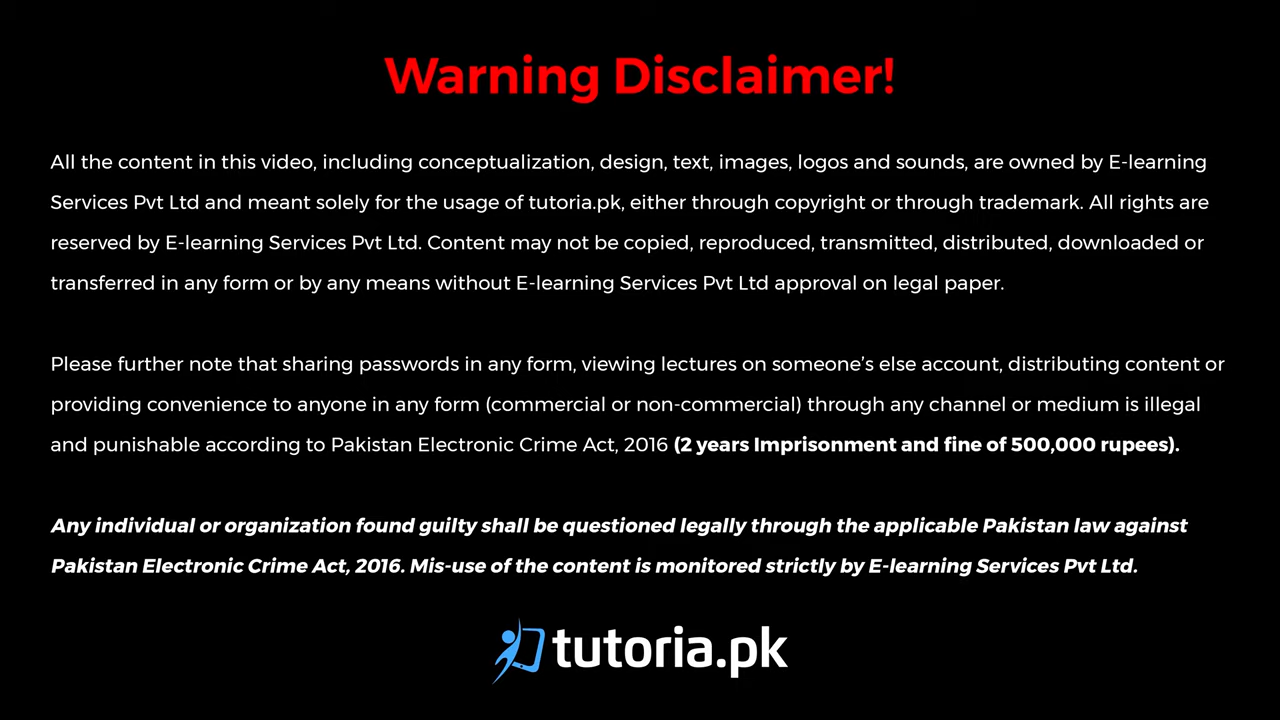 Warning Disclaimer!
All the content in this video, including conceptualization, design, text, images, logos and sounds, are owned by E-learning
Services Pvt Ltd and meant solely for the usage of tutoria.pk, either through copyright or through trademark. All rights are
reserved by E-learning Services Pvt Ltd. Content may not be copied, reproduced, transmitted, distributed, downloaded or
transferred in any form or by any means without E-learning Services Pvt Ltd approval on legal paper.
Please further note that sharing passwords in any form, viewing lectures on someone’s else account, distributing content or
providing convenience to anyone in any form (commercial or non-commercial) through any channel or medium is illegal
and punishable according to Pakistan Electronic Crime Act, 2016 (2 years Imprisonment and fine of 500,000 rupees).
Any individual or organization found guilty shall be questioned legally through the applicable Pakistan law against
Pakistan Electronic Crime Act, 2016. Mis-use of the content is monitored strictly by E-learning Services Pvt Ltd.
tutoria.pk